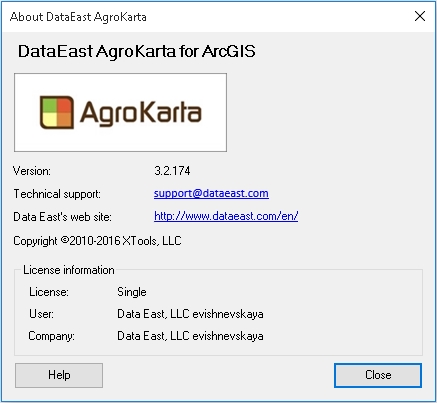 About DataEast AgroKarta
DataEast AgroKarta for ArcGIS
AgroKarta
Version: 3.2.174
Technical support: support@dataeast.com
Data East's web site: http://www.dataeast.com/en/
Copyright ©2010-2016 XTools, LLC
License information
License: Single
User: Data East, LLC evishnevskaya
Company: Data East, LLC evishnevskaya
Help Close